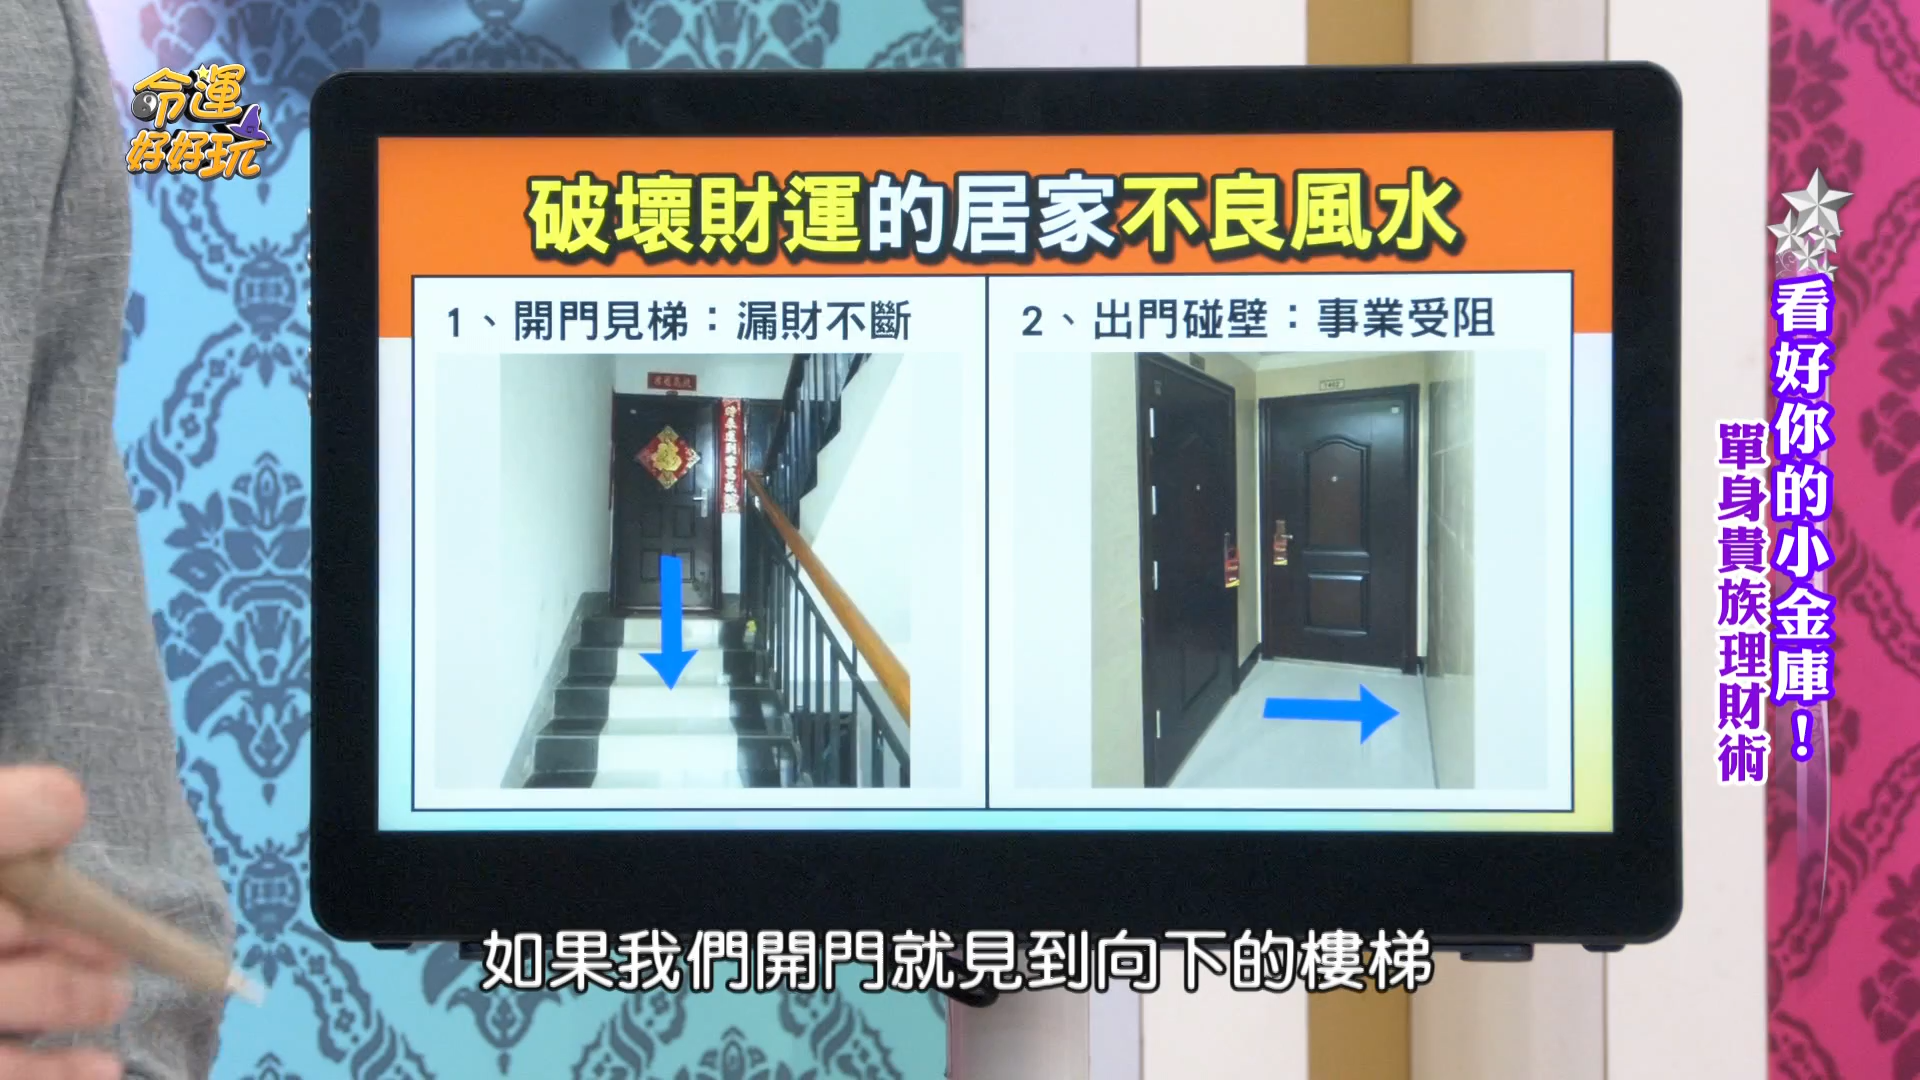 命運
好好玩
破壞財運的居家不良風水
1、開門見梯：漏財不斷
2、出門碰壁：事業受阻
1402
看好你的小金庫！
單身貴族理財術
如果我們開門就見到向下的樓梯